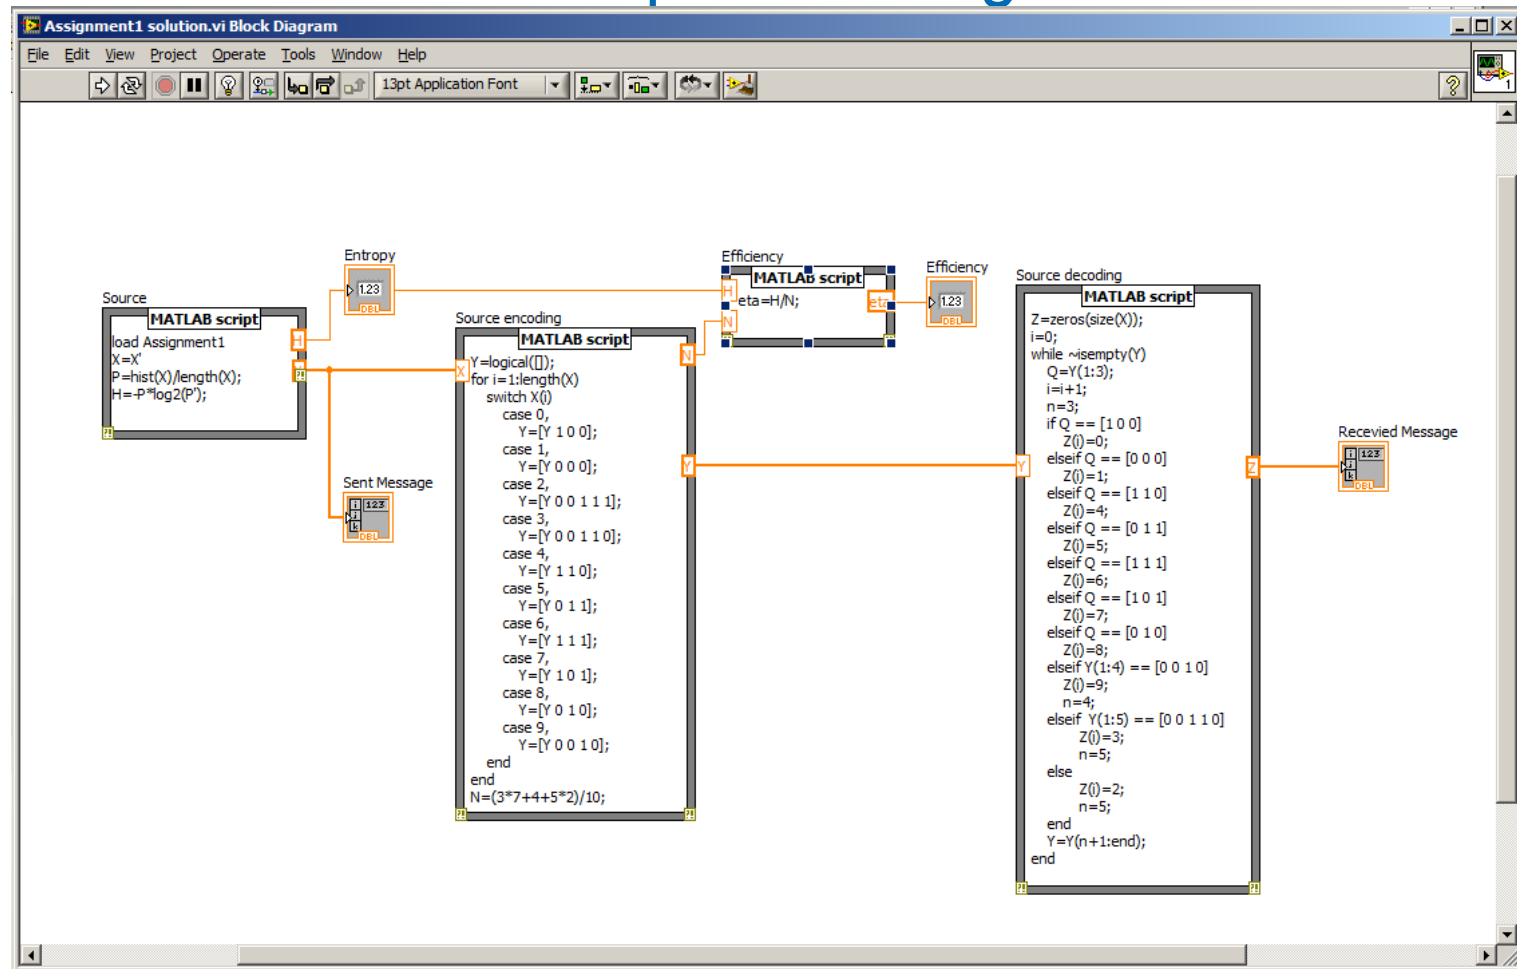 Assignment1 solution.vi Block Diagram
File Edit View Project Operate Tools Window Help
13pt Application Font
1
Entropy
1.23
DBL
Source
MATLAB script
load Assignment1
X=X'
P=hist(X)/length(X);
H=-P*log2(P');
H
Sent Message
i
j
k
123
DBL
Source encoding
MATLAB script
X
Y=logical([]);
for i=1:length(X)
switch X(i)
case 0,
Y=[Y 1 0 0];
case 1,
Y=[Y 0 0 0];
case 2,
Y=[Y 0 0 1 1 1];
case 3,
Y=[Y 0 0 1 1 0];
case 4,
Y=[Y 1 1 0];
case 5,
Y=[Y 0 1 1];
case 6,
Y=[Y 1 1 1];
case 7,
Y=[Y 1 0 1];
case 8,
Y=[Y 0 1 0];
case 9,
Y=[Y 0 0 1 0];
end
end
N=(3*7+4+5*2)/10;
N
Y
Efficiency
MATLAB script
H
N
eta=H/N;
eta
Efficiency
1.23
DBL
Source decoding
MATLAB script
Y
Z=zeros(size(X));
i=0;
while ~isempty(Y)
Q=Y(1:3);
i=i+1;
n=3;
if Q == [1 0 0]
Z(i)=0;
elseif Q == [0 0 0]
Z(i)=1;
elseif Q == [1 1 0]
Z(i)=4;
elseif Q == [0 1 1]
Z(i)=5;
elseif Q == [1 1 1]
Z(i)=6;
elseif Q == [1 0 1]
Z(i)=7;
elseif Q == [0 1 0]
Z(i)=8;
elseif Y(1:4) == [0 0 1 0]
Z(i)=9;
n=4;
elseif Y(1:5) == [0 0 1 1 0]
Z(i)=3;
n=5;
else
Z(i)=2;
n=5;
end
Y=Y(n+1:end);
end
Z
Recevied Message
i
j
k
123
DBL